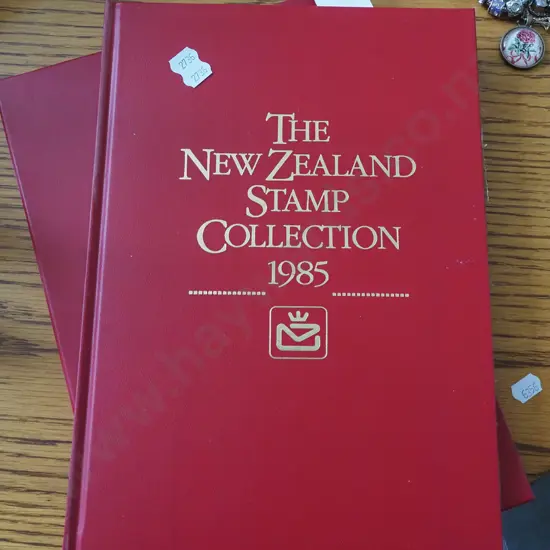 THE
NEW ZEALAND
STAMP
COLLECTION
1985